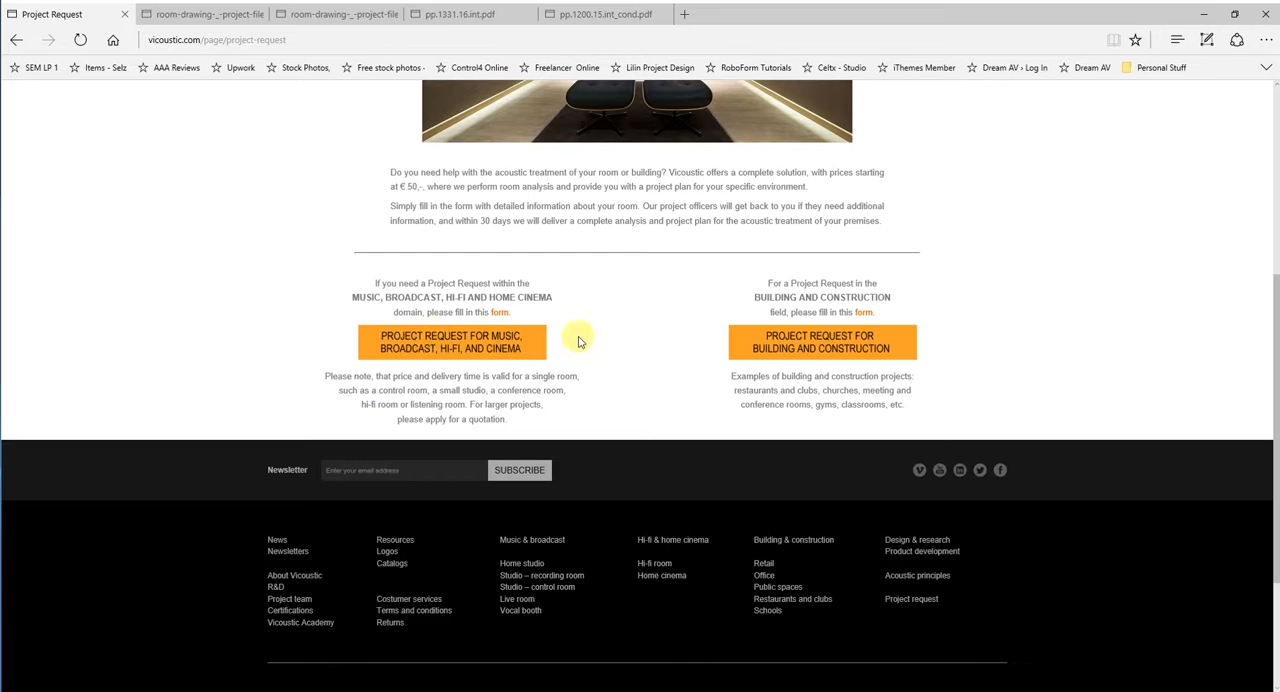 Project Request
room-drawing-_-project-file
room-drawing-_-project-file
pp.1331.16.int.pdf
pp.1200.15.int_cond.pdf
vicoustic.com/page/project-request
SEM LP 1
Items - Selz
AAA Reviews
Upwork
Stock Photos,
Free stock photos -
Control4 Online
Freelancer Online
Lilin Project Design
RoboForm Tutorials
Celtx - Studio
iThemes Member
Dream AV › Log In
Dream AV
Personal Stuff
Do you need help with the acoustic treatment of your room or building? Vicoustic offers a complete solution, with prices starting
at € 50,-, where we perform room analysis and provide you with a project plan for your specific environment.
Simply fill in the form with detailed information about your room. Our project officers will get back to you if they need additional
information, and within 30 days we will deliver a complete analysis and project plan for the acoustic treatment of your premises.
If you need a Project Request within the
MUSIC, BROADCAST, HI-FI AND HOME CINEMA
domain, please fill in this form.
PROJECT REQUEST FOR MUSIC,
BROADCAST, HI-FI, AND CINEMA
Please note, that price and delivery time is valid for a single room,
such as a control room, a small studio, a conference room,
hi-fi room or listening room. For larger projects,
please apply for a quotation.
For a Project Request in the
BUILDING AND CONSTRUCTION
field, please fill in this form.
PROJECT REQUEST FOR
BUILDING AND CONSTRUCTION
Examples of building and construction projects:
restaurants and clubs, churches, meeting and
conference rooms, gyms, classrooms, etc.
Newsletter
Enter your email address
SUBSCRIBE
News
Newsletters
About Vicoustic
R&D
Project team
Certifications
Vicoustic Academy
Resources
Logos
Catalogs
Costumer services
Terms and conditions
Returns
Music & broadcast
Home studio
Studio – recording room
Studio – control room
Live room
Vocal booth
Hi-fi & home cinema
Hi-fi room
Home cinema
Building & construction
Retail
Office
Public spaces
Restaurants and clubs
Schools
Design & research
Product development
Acoustic principles
Project request